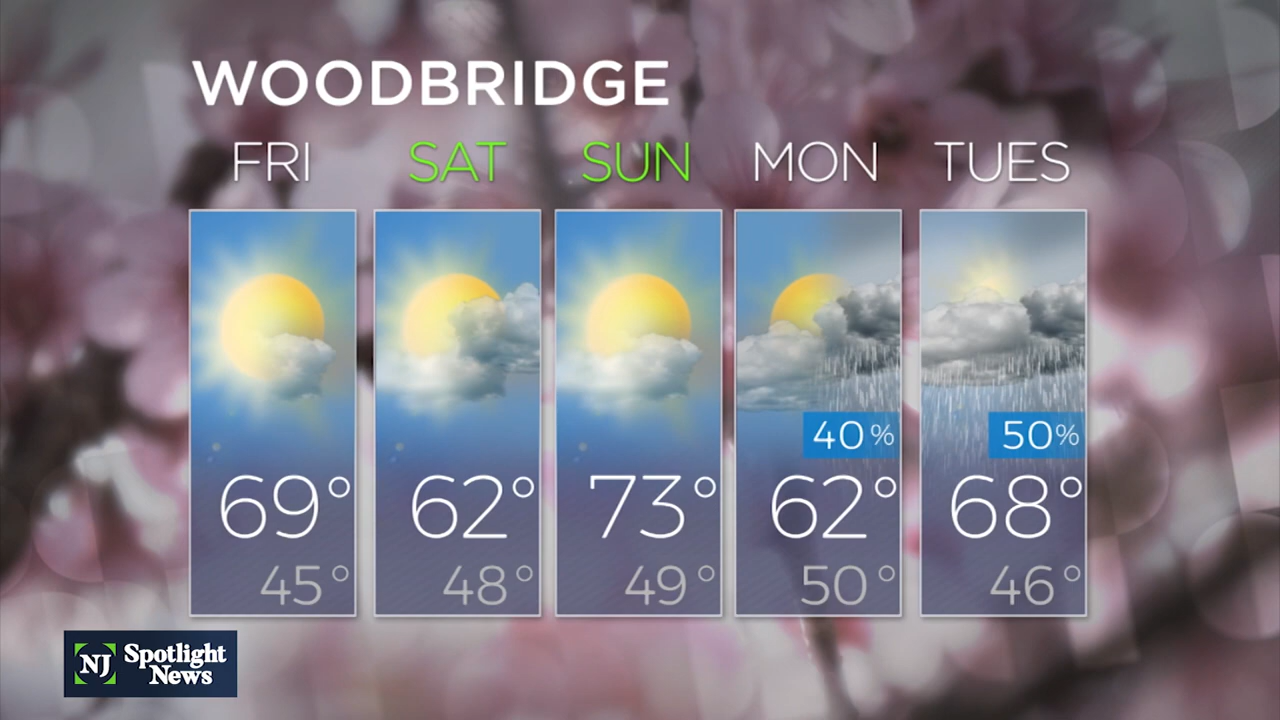 WOODBRIDGE
FRI SAT SUN MON TUES
40% 50%
69° 62° 73° 62° 68°
45° 48° 49° 50° 46°
NJ Spotlight
News